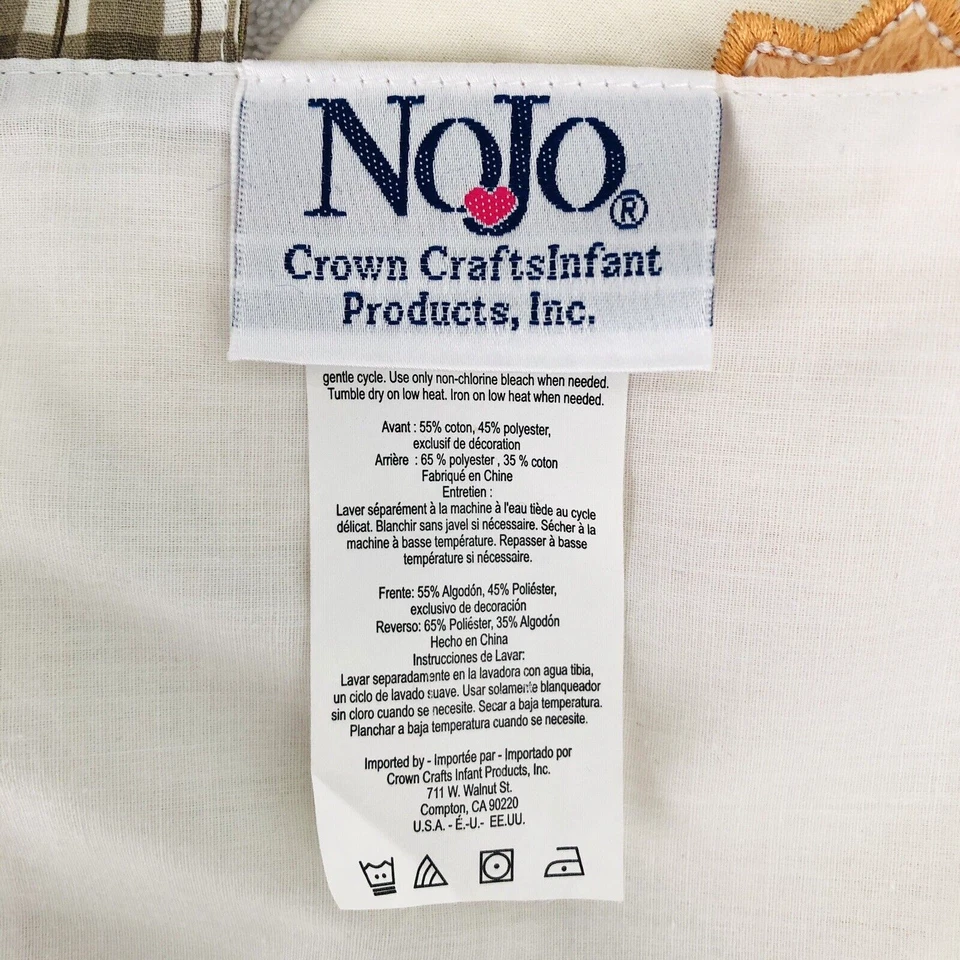 NoJo®
Crown CraftsInfant
Products, Inc.
gentle cycle. Use only non-chlorine bleach when needed.
Tumble dry on low heat. Iron on low heat when needed.
Avant : 55% coton, 45% polyester,
exclusif de décoration
Arrière : 65 % polyester , 35 % coton
Fabriqué en Chine
Entretien :
Laver séparément à la machine à l'eau tiède au cycle
délicat. Blanchir sans javel si nécessaire. Sécher à la
machine à basse température. Repasser à basse
température si nécessaire.
Frente: 55% Algodón, 45% Poliéster,
exclusivo de decoración
Reverso: 65% Poliéster, 35% Algodón
Hecho en China
Instrucciones de Lavar:
Lavar separadamente en la lavadora con agua tibia,
un ciclo de lavado suave. Usar solamente blanqueador
sin cloro cuando se necesite. Secar a baja temperatura.
Planchar a baja temperatura cuando se necesite.
Imported by - Importée par - Importado por
Crown Crafts Infant Products, Inc.
711 W. Walnut St.
Compton, CA 90220
U.S.A. - É.-U.- EE.UU.